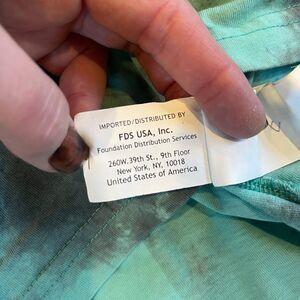 IMPORTED/DISTRIBUTED BY
FDS USA, Inc.
Foundation Distribution Services
260W.39th St., 9th Floor
New York, NY, 10018
United States of America